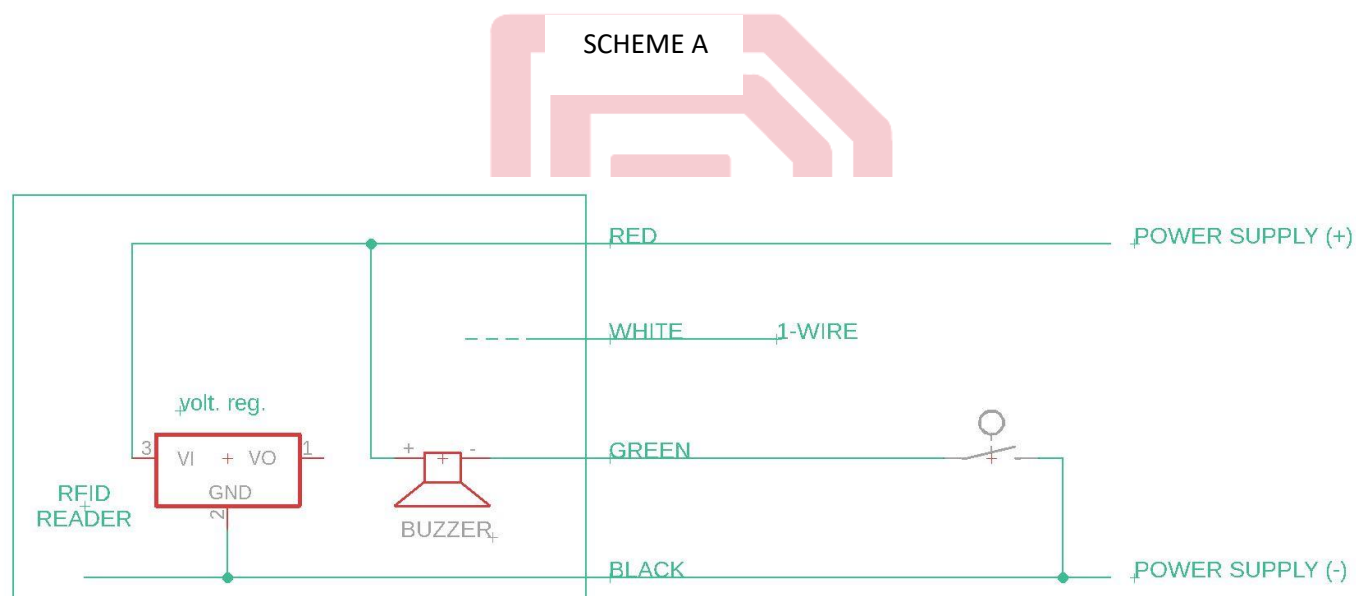 SCHEME A
RED
POWER SUPPLY (+)
WHITE
1-WIRE
volt. reg.
3
VI
VO
1
GND
2
+
-
GREEN
RFID
READER
BUZZER
BLACK
POWER SUPPLY (-)